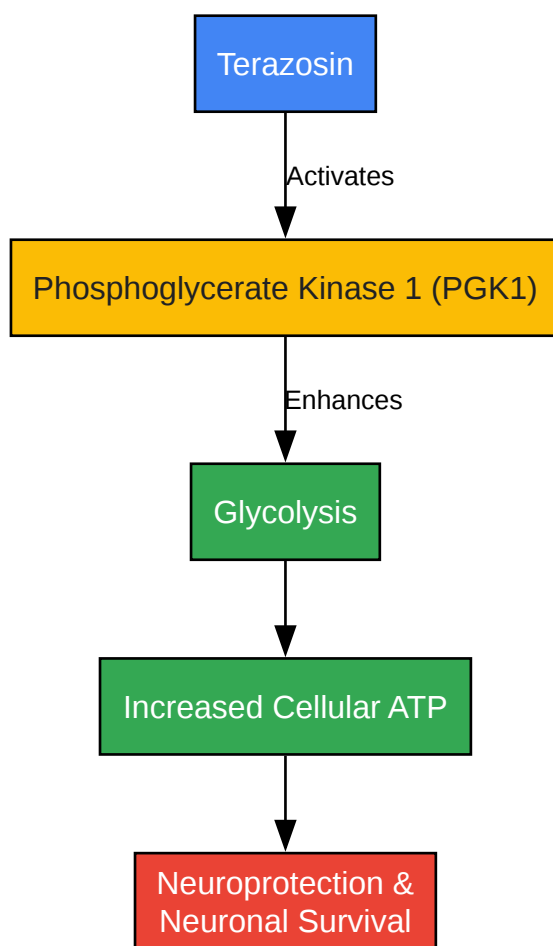 Terazosin
Activates
Phosphoglycerate Kinase 1 (PGK1)
Enhances
Glycolysis
Increased Cellular ATP
Neuroprotection &
Neuronal Survival